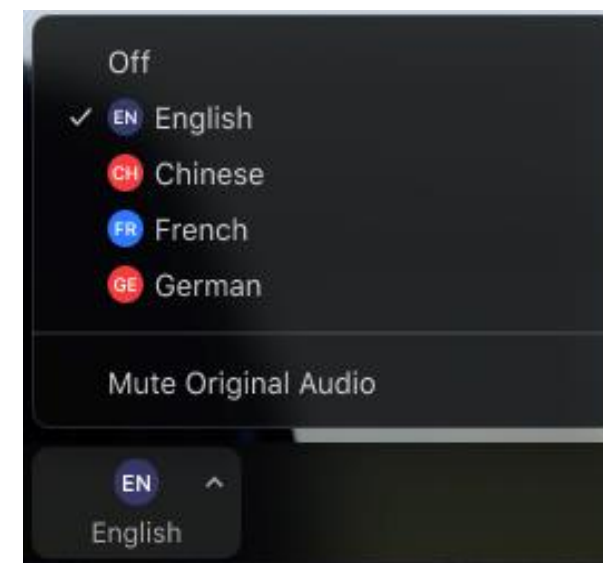 Off
EN English
CH Chinese
FR French
GE German
Mute Original Audio
EN
English